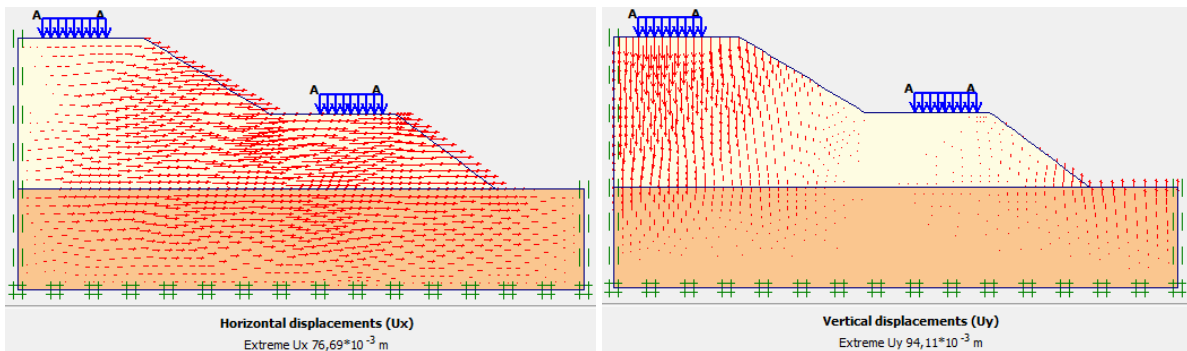 A A
A A
A A
A A
Horizontal displacements (Ux)
Extreme Ux 76,69*10 -3 m
Vertical displacements (Uy)
Extreme Uy 94,11*10 -3 m